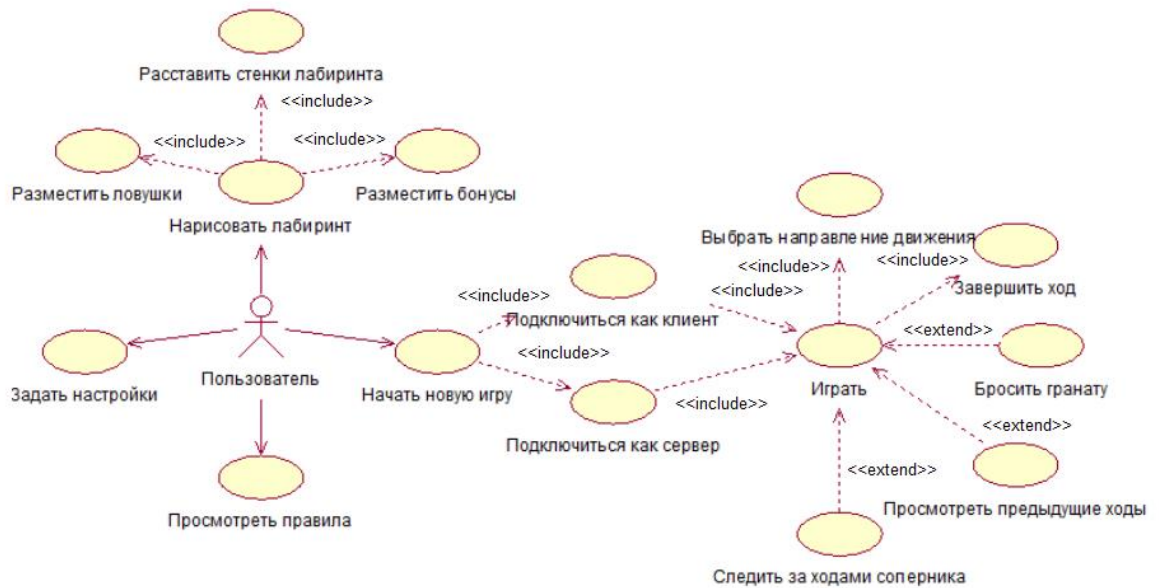 Расставить стенки лабиринта
<<include>>
<<include>>
<<include>>
Разместить ловушки
Разместить бонусы
Нарисовать лабиринт
Выбрать направление движения
<<include>>
<<include>>
Завершить ход
<<include>>
<<include>>
Подключиться как клиент
<<extend>>
<<include>>
Задать настройки
Пользователь
Начать новую игру
Играть
Бросить гранату
<<include>>
<<extend>>
Подключиться как сервер
<<extend>>
Просмотреть правила
Просмотреть предыдущие ходы
Следить за ходами соперника